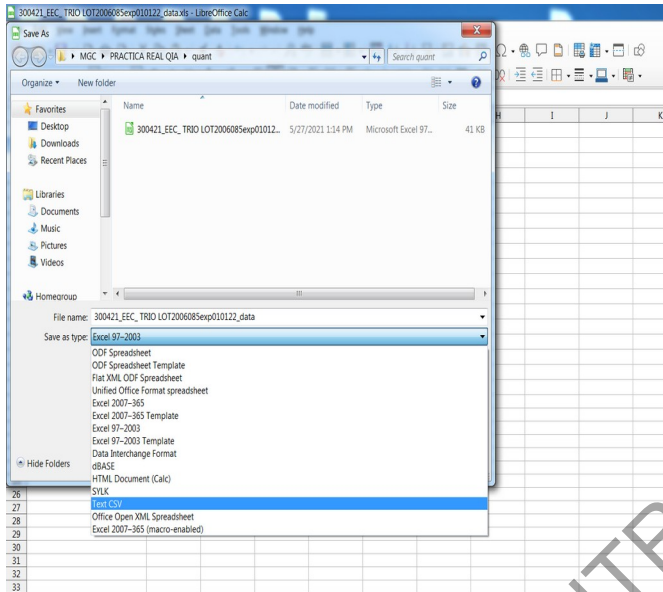 300421_EEC_ TRIO LOT2006085exp010122_data.xls - LibreOffice Calc
Save As
MGC ▸ PRACTICA REAL QIA ▸ quant
Search quant
Organize
New folder
Name Date modified Type Size
Favorites
Desktop
Downloads
Recent Places
300421_EEC_ TRIO LOT2006085exp01012... 5/27/2021 1:14 PM Microsoft Excel 97... 41 KB
Libraries
Documents
Music
Pictures
Videos
Homegroup
File name: 300421_EEC_ TRIO LOT2006085exp010122_data
Save as type: Excel 97–2003
ODF Spreadsheet
ODF Spreadsheet Template
Flat XML ODF Spreadsheet
Unified Office Format spreadsheet
Excel 2007–365
Excel 2007–365 Template
Excel 97–2003
Excel 97–2003 Template
Data Interchange Format
dBASE
HTML Document (Calc)
SYLK
Text CSV
Office Open XML Spreadsheet
Excel 2007–365 (macro-enabled)
Hide Folders
H I J K
26
27
28
29
30
31
32
33